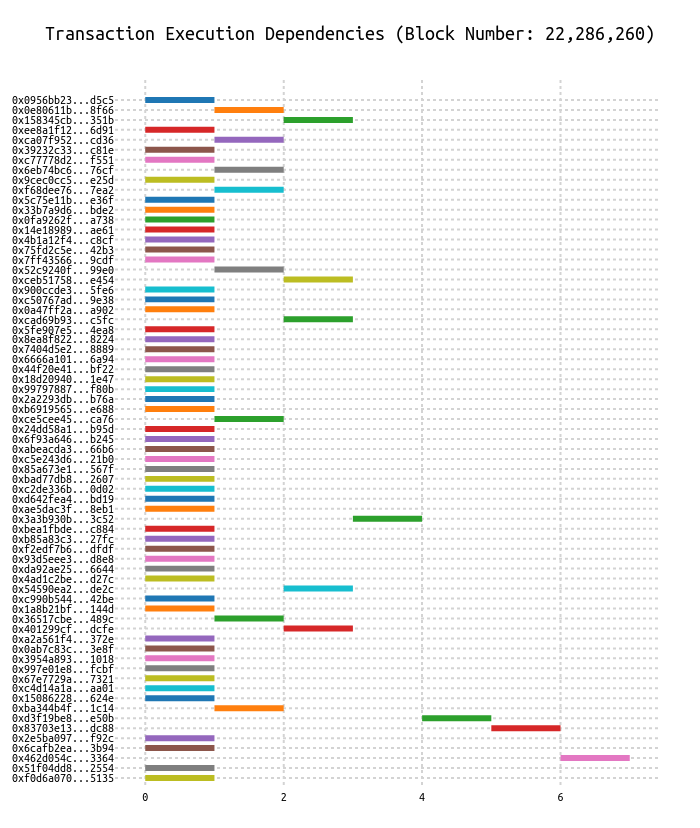 Transaction Execution Dependencies (Block Number: 22,286,260)
0x0956bb23...d5c5
0x0e80611b...8f66
0x158345cb...351b
0xee8a1f12...6d91
0xca07f952...cd36
0x39232c33...c81e
0xc77778d2...f551
0x6eb74bc6...76cf
0x9cec0cc5...e25d
0xf68dee76...7ea2
0x5c75e11b...e36f
0x33b7a9d6...bde2
0x0fa9262f...a738
0x14e18989...ae61
0x4b1a12f4...c8cf
0x75fd2c5e...42b3
0x7ff43566...9cdf
0x52c9240f...99e0
0xceb51758...e454
0x900ccde3...5fe6
0xc50767ad...9e38
0x0a47ff2a...a902
0xcad69b93...c5fc
0x5fe907e5...4ea8
0x8ea8f822...8224
0x7404d5e2...8889
0x6666a101...6a94
0x44f20e41...bf22
0x18d20940...1e47
0x99797887...f80b
0x2a2293db...b76a
0xb6919565...e688
0xce5cee45...ca76
0x24dd58a1...b95d
0x6f93a646...b245
0xabeacda3...66b6
0xc5e243d6...21b0
0x85a673e1...567f
0xbad77db8...2607
0xc2de336b...0d02
0xd642fea4...bd19
0xae5dac3f...8eb1
0x3a3b930b...3c52
0xbea1fbde...c884
0xb85a83c3...27fc
0xf2edf7b6...dfdf
0x93d5eee3...d8e8
0xda92ae25...6644
0x4ad1c2be...d27c
0x54590ea2...de2c
0xc990b544...42be
0x1a8b21bf...144d
0x36517cbe...489c
0x401299cf...dcfe
0xa2a561f4...372e
0x0ab7c83c...3e8f
0x3954a893...1018
0x997e01e8...fcbf
0x67e7729a...7321
0xc4d14a1a...aa01
0x15086228...624e
0xba344b4f...1c14
0xd3f19be8...e50b
0x83703e13...dc88
0x2e5ba097...f92c
0x6cafb2ea...3b94
0x462d054c...3364
0x51f04dd8...2554
0xf0d6a070...5135
0 2 4 6